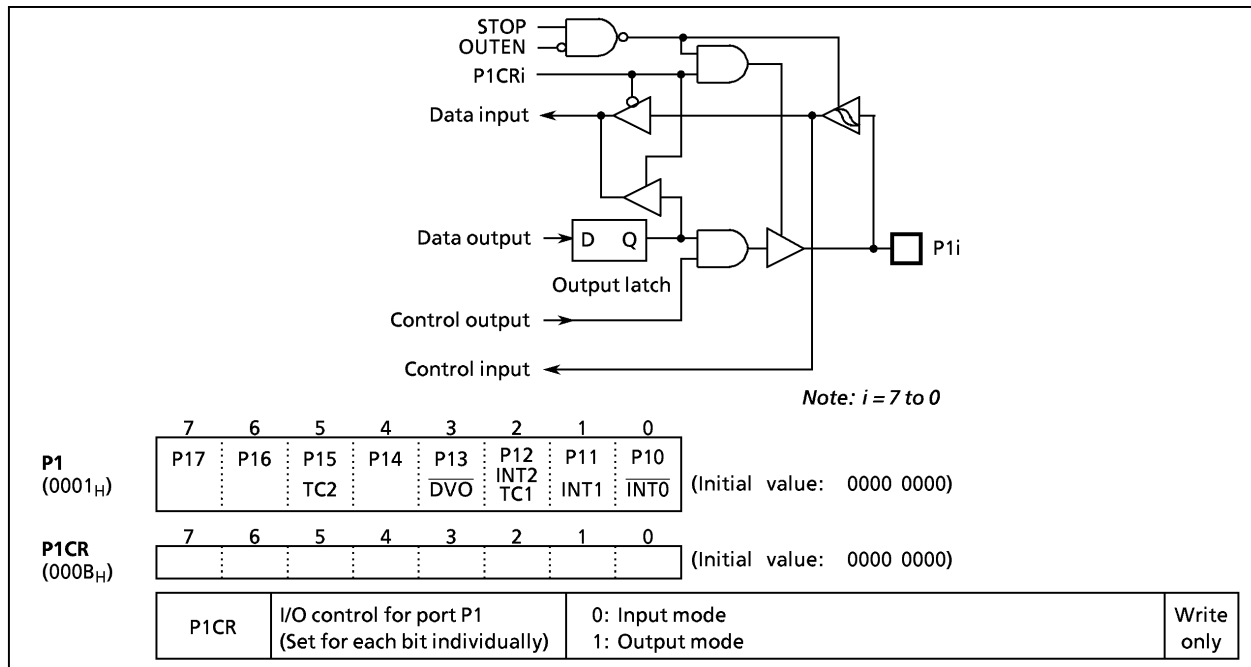 STOP
OUTEN
P1CRi
Data input
Data output
D Q
P1i
Output latch
Control output
Control input
Note: i = 7 to 0
7 6 5 4 3 2 1 0
P1
(0001H)
P17 P16 P15 P14 P13 P12 P11 P10
TC2 DVO INT2 TC1 INT1 INT0
(Initial value: 0000 0000)
7 6 5 4 3 2 1 0
P1CR
(000BH)
(Initial value: 0000 0000)
P1CR
I/O control for port P1
(Set for each bit individually)
0: Input mode
1: Output mode
Write
only